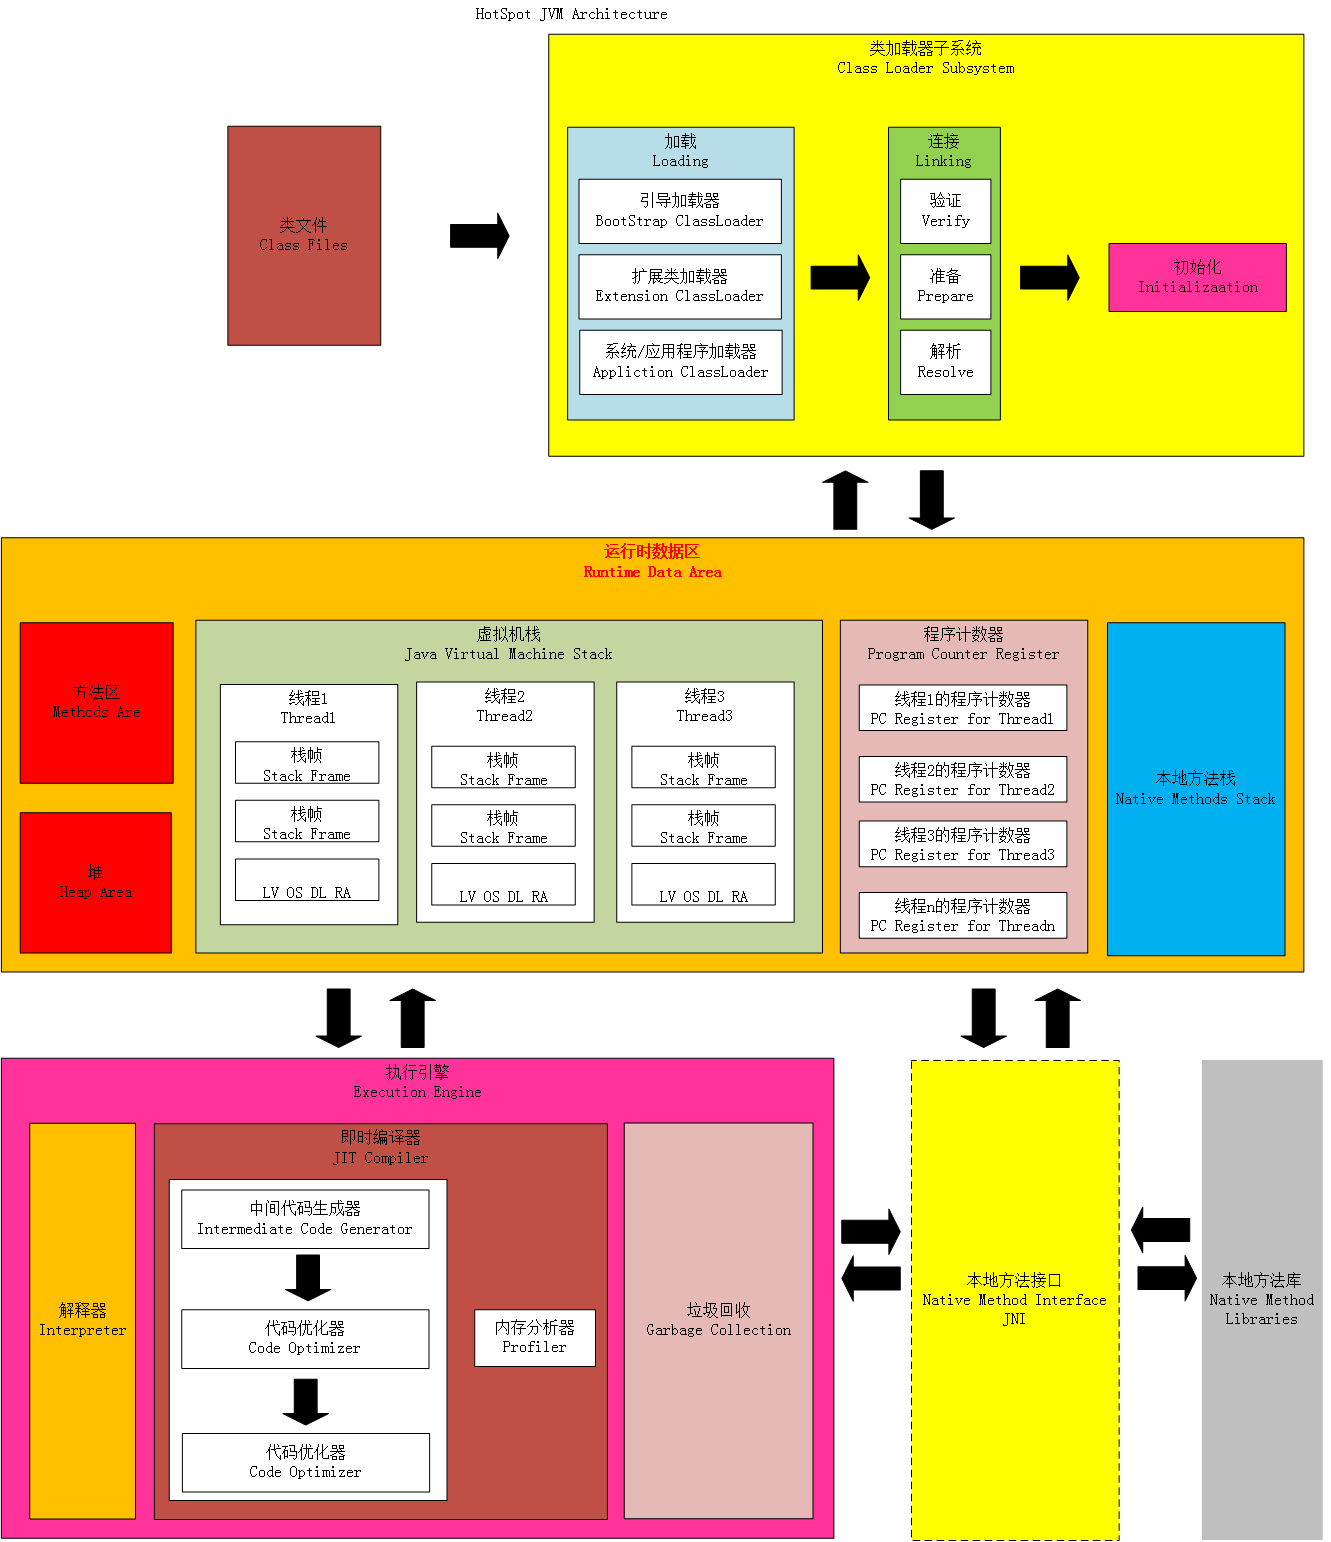 HotSpot JVM Architecture
类加载器子系统
Class Loader Subsystem
类文件
Class Files
加载
Loading
引导加载器
BootStrap ClassLoader
扩展类加载器
Extension ClassLoader
系统/应用程序加载器
Appliction ClassLoader
连接
Linking
验证
Verify
准备
Prepare
解析
Resolve
初始化
Initializaation
运行时数据区
Runtime Data Area
方法区
Methods Are
堆
Heap Area
虚拟机栈
Java Virtual Machine Stack
线程1
Thread1
栈帧
Stack Frame
栈帧
Stack Frame
LV OS DL RA
线程2
Thread2
栈帧
Stack Frame
栈帧
Stack Frame
LV OS DL RA
线程3
Thread3
栈帧
Stack Frame
栈帧
Stack Frame
LV OS DL RA
程序计数器
Program Counter Register
线程1的程序计数器
PC Register for Thread1
线程2的程序计数器
PC Register for Thread2
线程3的程序计数器
PC Register for Thread3
线程n的程序计数器
PC Register for Threadn
本地方法栈
Native Methods Stack
执行引擎
Execution Engine
解释器
Interpreter
即时编译器
JIT Compiler
中间代码生成器
Intermediate Code Generator
代码优化器
Code Optimizer
代码优化器
Code Optimizer
内存分析器
Profiler
垃圾回收
Garbage Collection
本地方法接口
Native Method Interface
JNI
本地方法库
Native Method
Libraries